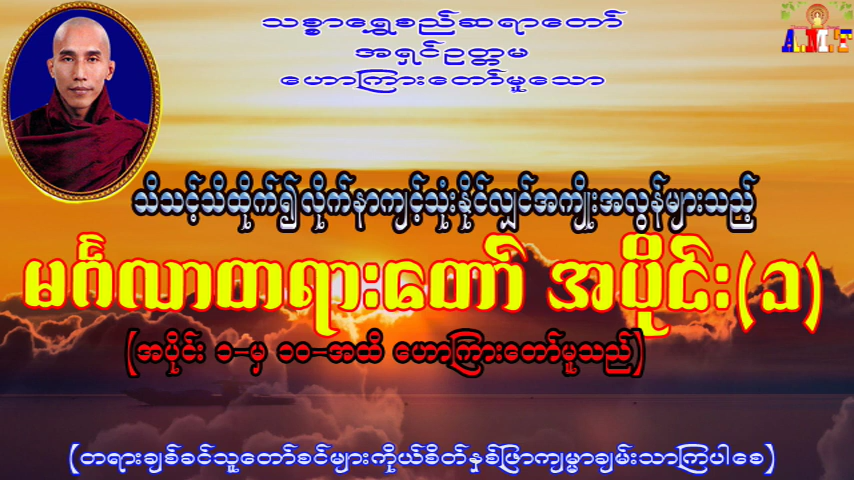 သစ္စာရွှေစည်ဆရာတော်
အရှင်ဥတ္တမ
ဟောကြားတော်မူသော
A.M.T
သိသင့်သိထိုက်၍လိုက်နာကျင့်သုံးနိုင်လျှင်အကျိုးအလွန်များသည့်
မင်္ဂလာတရားတော် အပိုင်း(၁)
(အပိုင်း ၁-မှ ၁၀-အထိ ဟောကြားတော်မူသည်)
(တရားချစ်ခင်သူတော်စင်များကိုယ်စိတ်နှစ်ဖြာကျမ္မာချမ်းသာကြပါစေ)